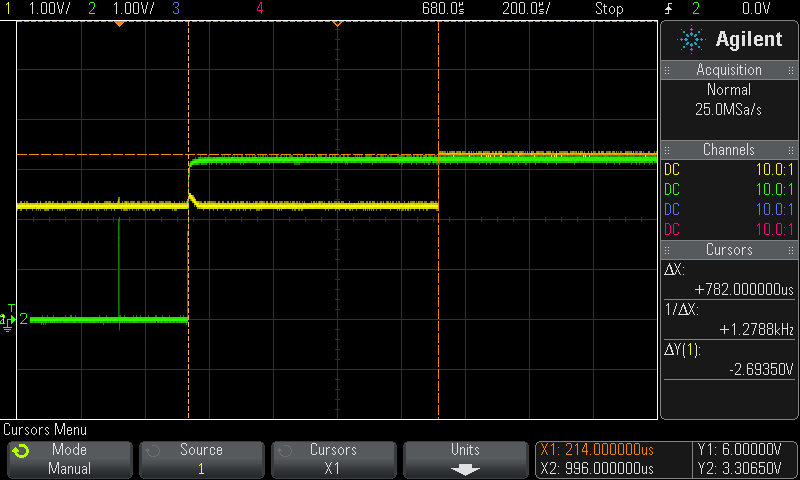 1 1.00V/ 2 1.00V/ 3 4 680.0s 200.0s/ Stop 2 0.0V
Agilent
Acquisition
Normal
25.0MSa/s
Channels
DC 10.0:1
DC 10.0:1
DC 10.0:1
DC 10.0:1
Cursors
ΔX:
+782.000000us
1/ΔX:
+1.2788kHz
ΔY(1):
-2.69350V
T
2
Cursors Menu
Mode
Manual
Source
1
Cursors
X1
Units
X1: 214.000000us
X2: 996.000000us
Y1: 6.00000V
Y2: 3.30650V